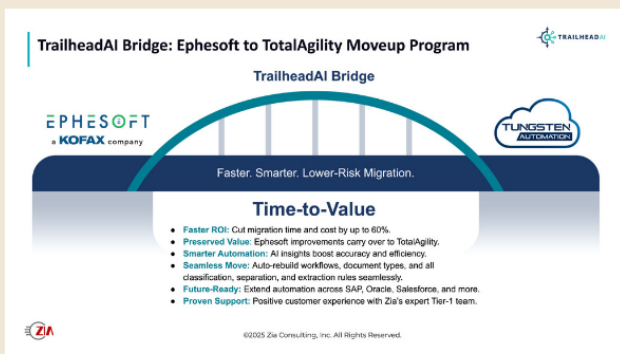 TrailheadAI Bridge: Ephesoft to TotalAgility Moveup Program
TRAILHEADAI
TrailheadAI Bridge
EPHESOFT
a KOFAX company
TUNGSTEN
AUTOMATION
Faster. Smarter. Lower-Risk Migration.
Time-to-Value
● Faster ROI: Cut migration time and cost by up to 60%.
● Preserved Value: Ephesoft improvements carry over to TotalAgility.
● Smarter Automation: AI insights boost accuracy and efficiency.
● Seamless Move: Auto-rebuild workflows, document types, and all
classification, separation, and extraction rules seamlessly.
● Future-Ready: Extend automation across SAP, Oracle, Salesforce, and more.
● Proven Support: Positive customer experience with Zia's expert Tier-1 team.
ZIA
©2025 Zia Consulting, Inc. All Rights Reserved.